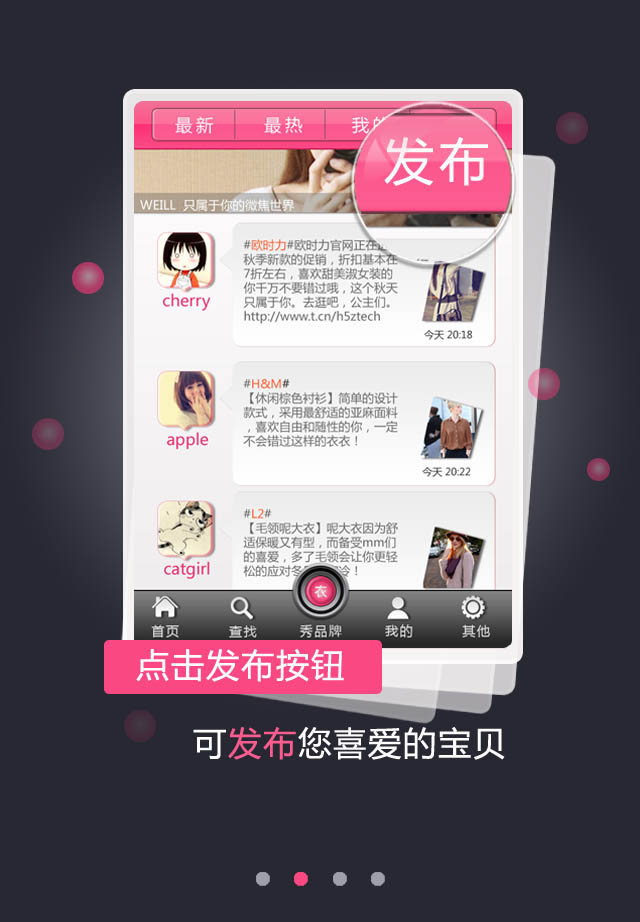 最新 最热 我的
发布
WEILL 只属于你的微焦世界
#欧时力#欧时力官网正在进
秋季新款的促销，折扣基本在
7折左右，喜欢甜美淑女装的
你千万不要错过哦，这个秋天
只属于你。去逛吧，公主们。
http://www.t.cn/h5ztech
cherry
今天 20:18
#H&M#
【休闲棕色衬衫】简单的设计
款式，采用最舒适的亚麻面料
，喜欢自由和随性的你，一定
不会错过这样的衣衣！
apple
今天 20:22
#L2#
【毛领呢大衣】呢大衣因为舒
适保暖又有型，而备受mm们
的喜爱，多了毛领会让你更轻
松的应对冬
！
catgirl
衣
首页 查找 秀品牌 我的 其他
点击发布按钮
可发布您喜爱的宝贝